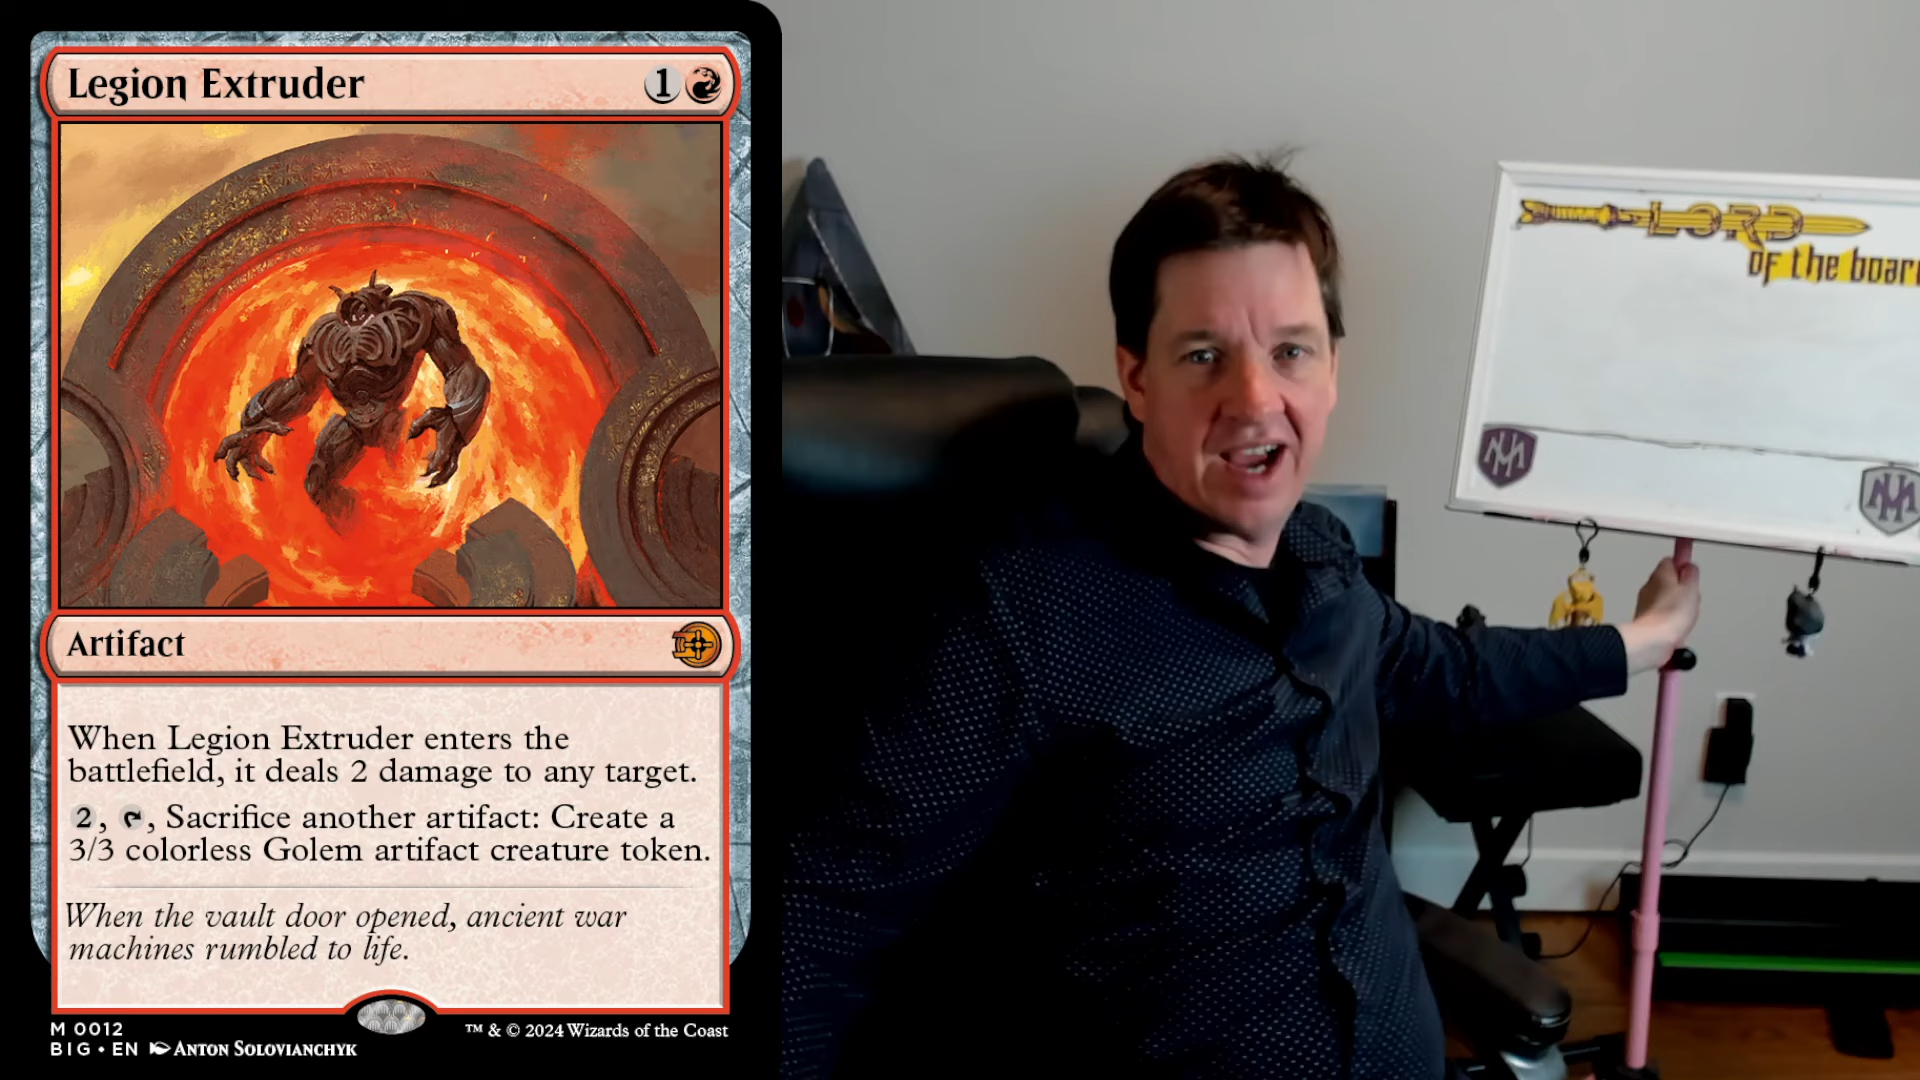 Legion Extruder
1
Artifact
When Legion Extruder enters the
battlefield, it deals 2 damage to any target.
2, , Sacrifice another artifact: Create a
3/3 colorless Golem artifact creature token.
When the vault door opened, ancient war
machines rumbled to life.
M 0012
BIG • EN ANTON SOLOVIANCHYK
™ & © 2024 Wizards of the Coast
LORD
of the boar